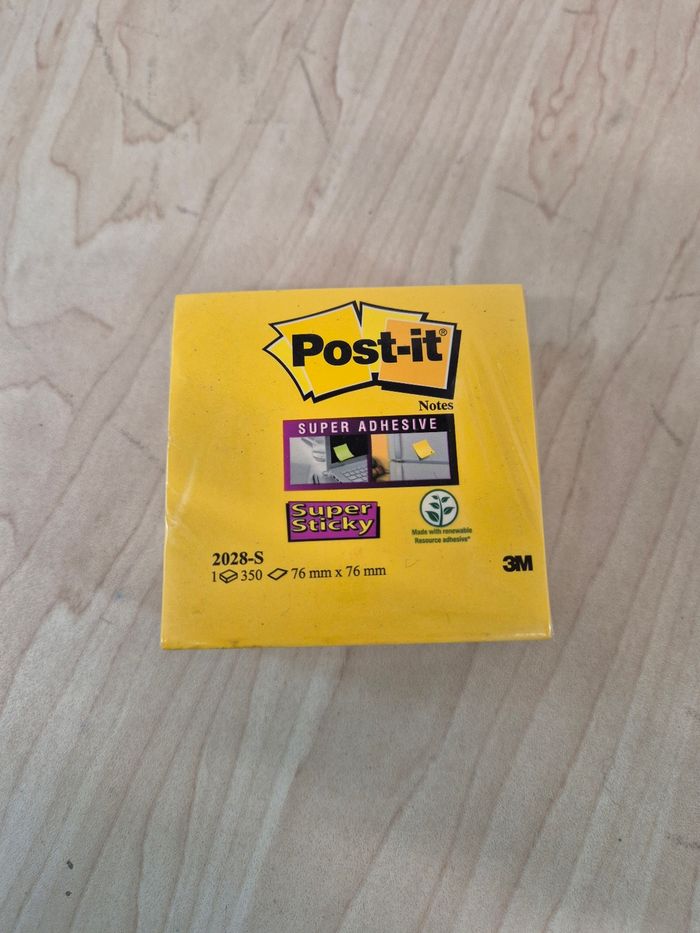 Post-it®
Notes
SUPER ADHESIVE
Super
Sticky
Made with renewable
Resource adhesive*
2028-S
1 350 76 mm x 76 mm
3M